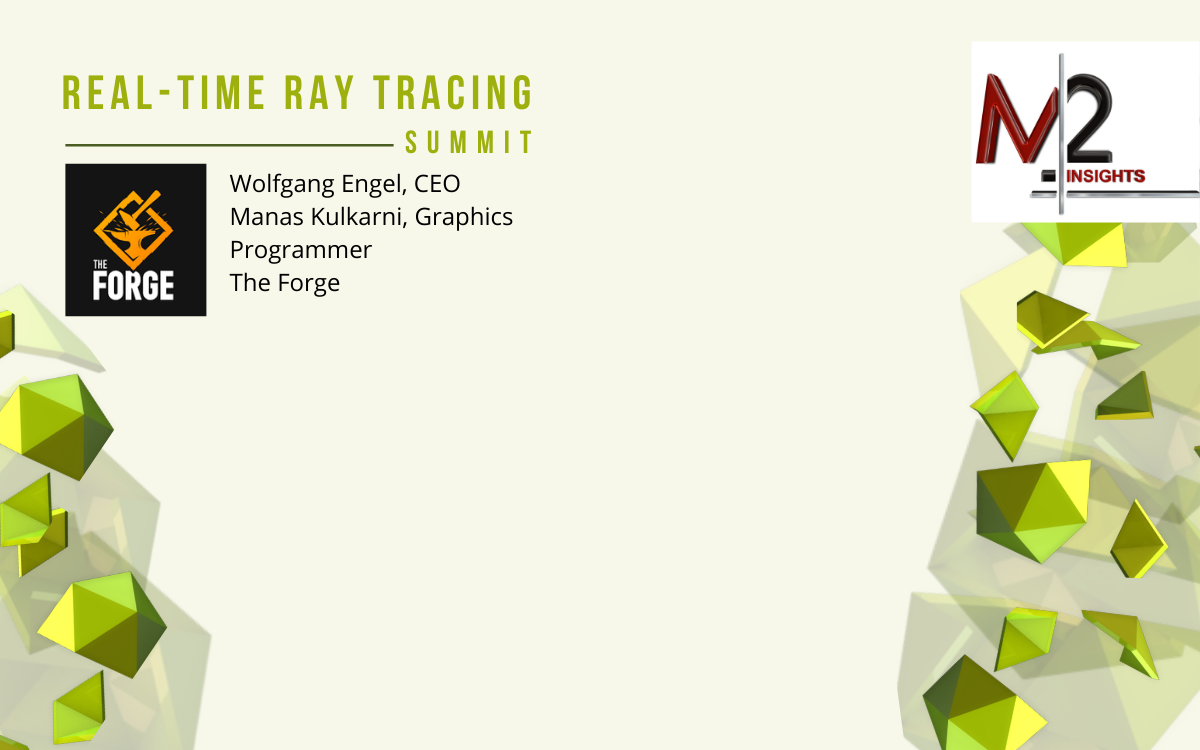 REAL-TIME RAY TRACING
SUMMIT
THE
FORGE
Wolfgang Engel, CEO
Manas Kulkarni, Graphics
Programmer
The Forge
M2
INSIGHTS